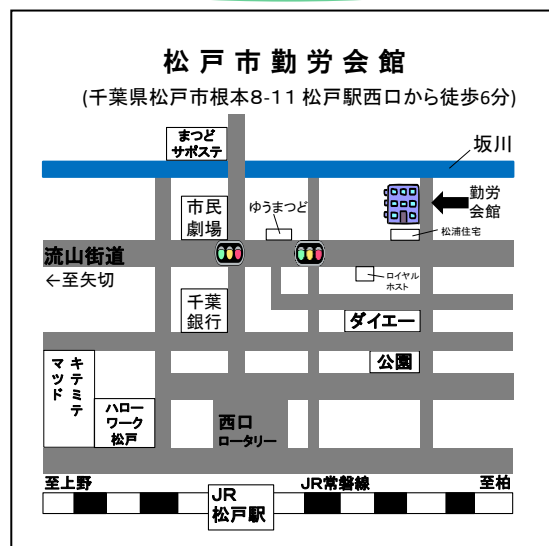 松戸市勤労会館
(千葉県松戸市根本8-11 松戸駅西口から徒歩6分)
まつど
サポステ
坂川
市民
劇場
ゆうまつど
勤労
会館
松浦住宅
流山街道
←至矢切
ロイヤル
ホスト
千葉
銀行
ダイエー
キテミテ
マツド
公園
ハロー
ワーク
松戸
西口
ロータリー
至上野
JR
松戸駅
JR常磐線
至柏